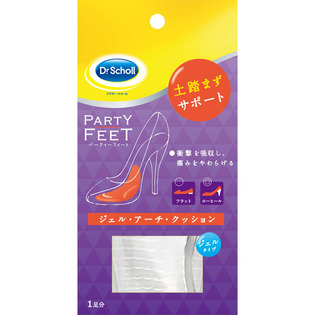 Dr Scholl
土踏まず
サポート
PARTY
FEET
パーティーフィート
●衝撃を吸収し、
痛みをやわらげる
フラット
ローヒール
ジェル・アーチ・クッション
ジェル
タイプ
1足分